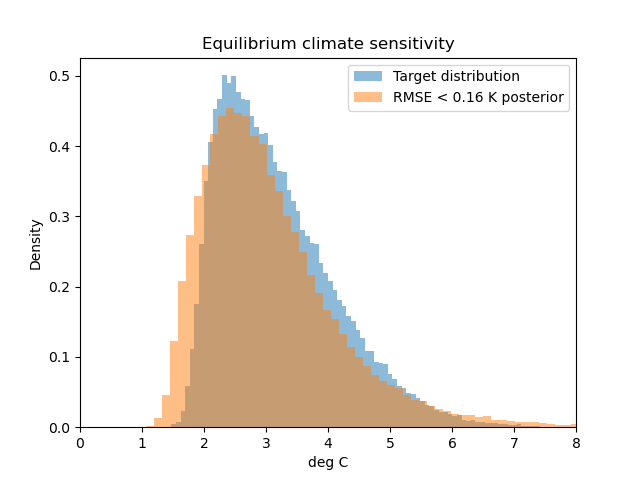 Equilibrium climate sensitivity
Target distribution
RMSE < 0.16 K posterior
0.5
0.4
0.3
0.2
0.1
0.0
Density
0 1 2 3 4 5 6 7 8
deg C